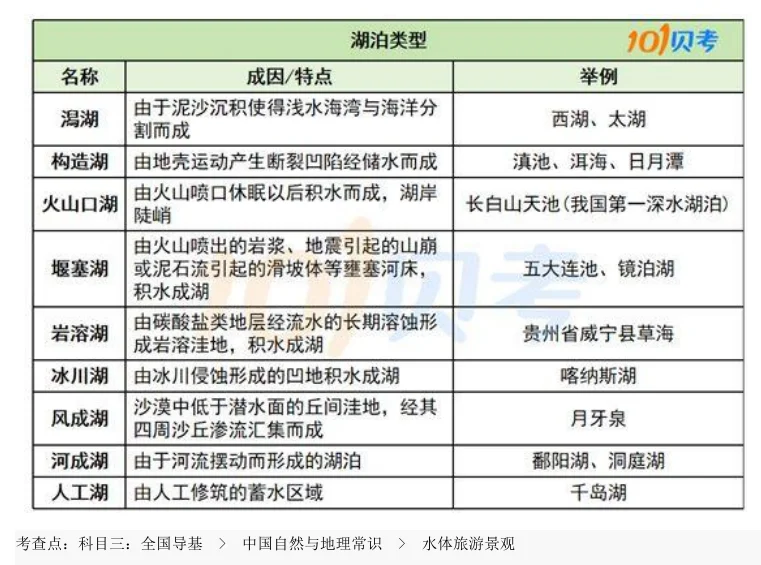 湖泊类型 101贝考
名称 成因/特点 举例
潟湖 由于泥沙沉积使得浅水海湾与海洋分
割而成 西湖、太湖
构造湖 由地壳运动产生断裂凹陷经储水而成 滇池、洱海、日月潭
火山口湖 由火山喷口休眠以后积水而成，湖岸
陡峭 长白山天池(我国第一深水湖泊)
堰塞湖 由火山喷出的岩浆、地震引起的山崩
或泥石流引起的滑坡体等壅塞河床，
积水成湖 五大连池、镜泊湖
岩溶湖 由碳酸盐类地层经流水的长期溶蚀形
成岩溶洼地，积水成湖 贵州省威宁县草海
冰川湖 由冰川侵蚀形成的凹地积水成湖 喀纳斯湖
风成湖 沙漠中低于潜水面的丘间洼地，经其
四周沙丘渗流汇集而成 月牙泉
河成湖 由于河流摆动而形成的湖泊 鄱阳湖、洞庭湖
人工湖 由人工修筑的蓄水区域 千岛湖
101贝考
考查点：科目三：全国导基 > 中国自然与地理常识 > 水体旅游景观